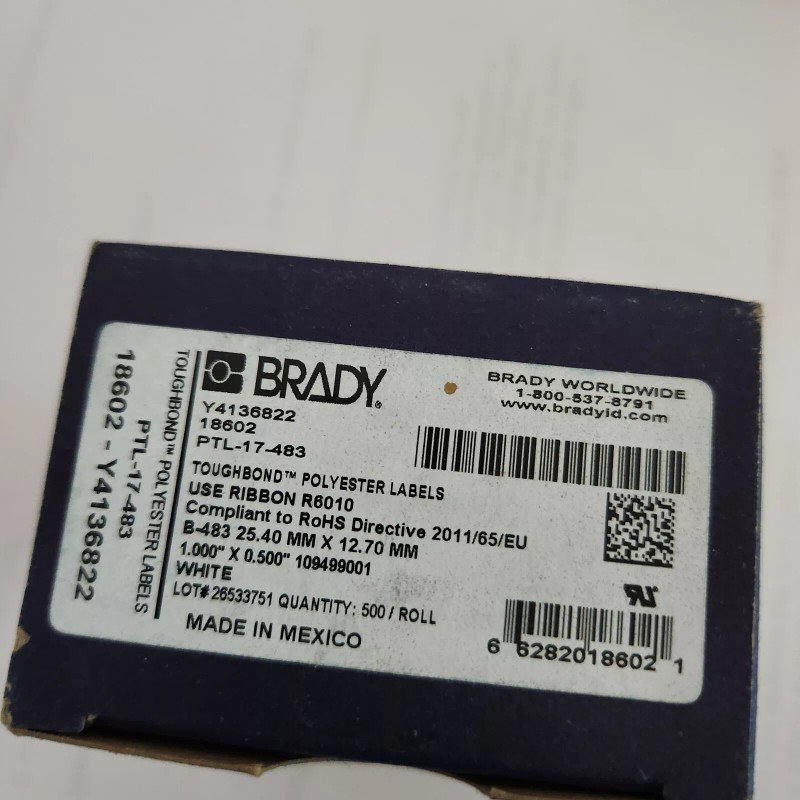 BRADY®
Y4136822
18602
PTL-17-483
TOUGHBOND™ POLYESTER LABELS
USE RIBBON R6010
Compliant to RoHS Directive 2011/65/EU
B-483 25.40 MM X 12.70 MM
1.000" X 0.500" 109499001
WHITE
LOT# 26533751 QUANTITY: 500 / ROLL
MADE IN MEXICO
BRADY WORLDWIDE
1-800-537-8791
www.bradyid.com
6 6282018602 1
TOUGHBOND™ POLYESTER LABELS
PTL-17-483
18602 - Y4136822